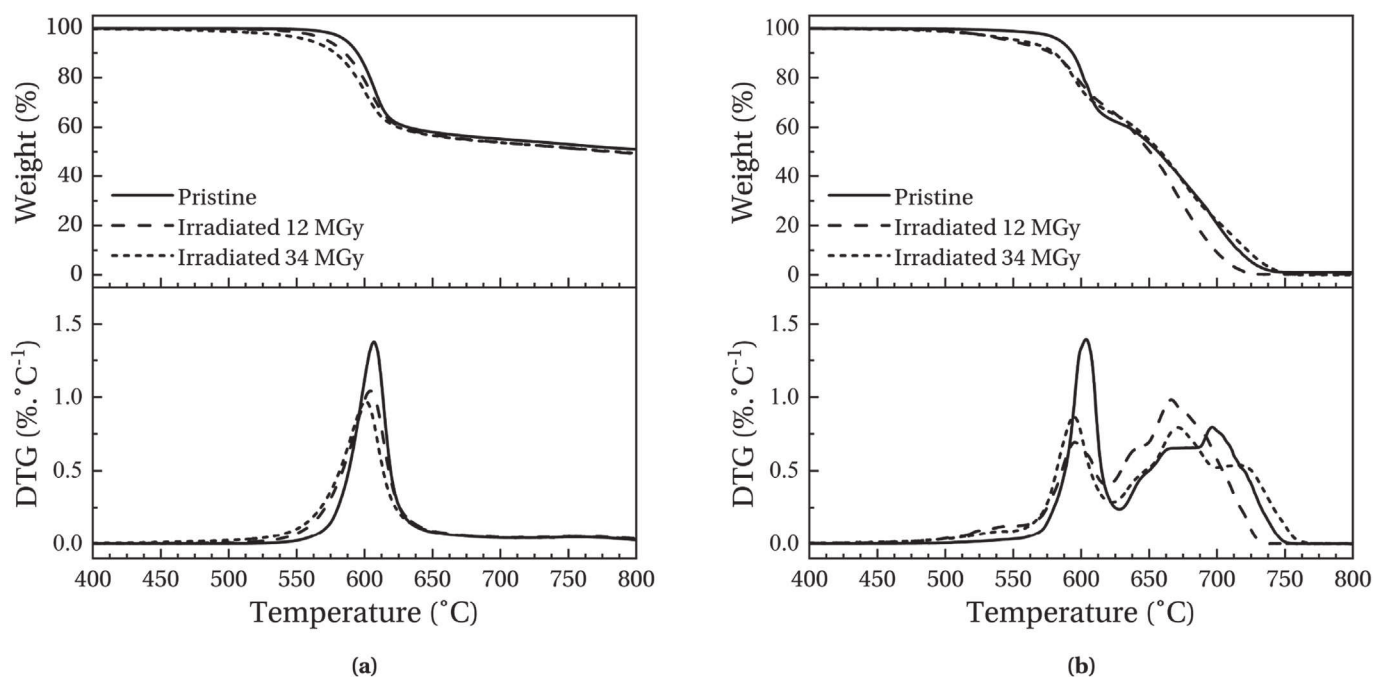 100
80
60
40
20
0
Weight (%)
Pristine
Irradiated 12 MGy
Irradiated 34 MGy
1.5
1.0
0.5
0.0
DTG (%.°C⁻¹)
400 450 500 550 600 650 700 750 800
Temperature (°C)
(a)
100
80
60
40
20
0
Weight (%)
Pristine
Irradiated 12 MGy
Irradiated 34 MGy
1.5
1.0
0.5
0.0
DTG (%.°C⁻¹)
400 450 500 550 600 650 700 750 800
Temperature (°C)
(b)